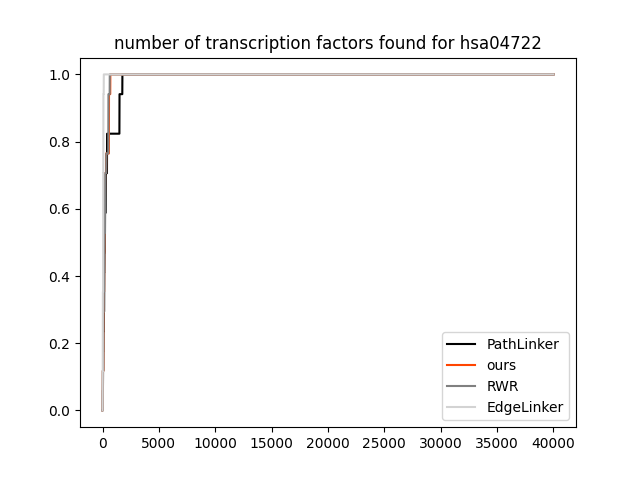 number of transcription factors found for hsa04722
1.0
0.8
0.6
0.4
0.2
0.0
PathLinker
ours
RWR
EdgeLinker
0 5000 10000 15000 20000 25000 30000 35000 40000